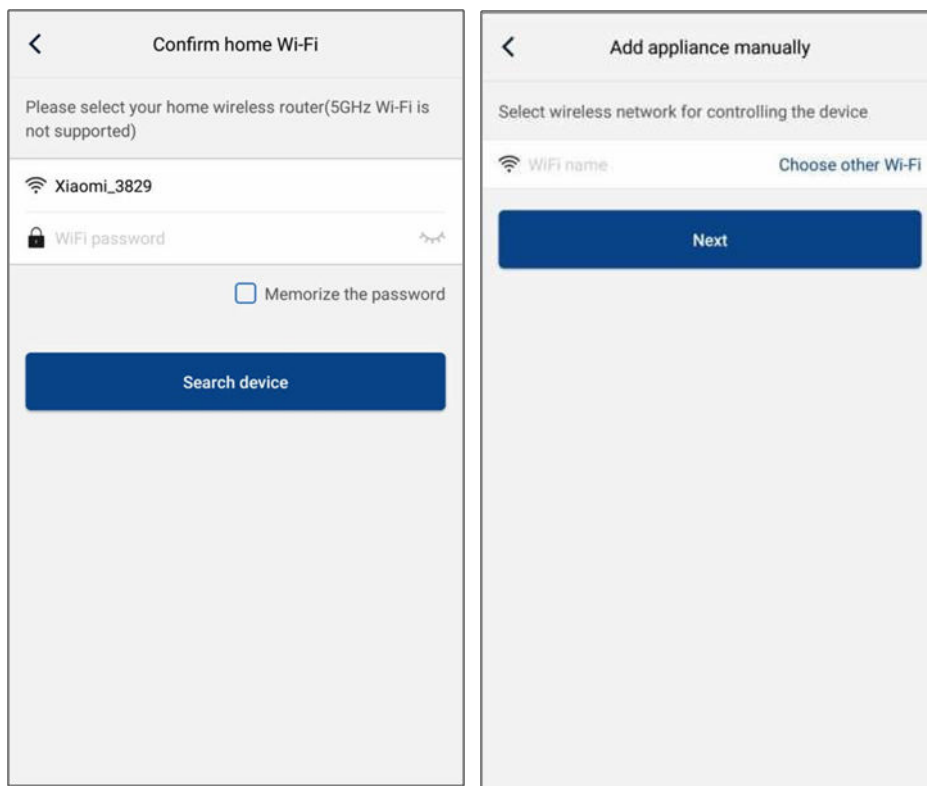 Confirm home Wi-Fi
Please select your home wireless router(5GHz Wi-Fi is
not supported)
Xiaomi_3829
WiFi password
Memorize the password
Search device
Add appliance manually
Select wireless network for controlling the device
WiFi name
Choose other Wi-Fi
Next